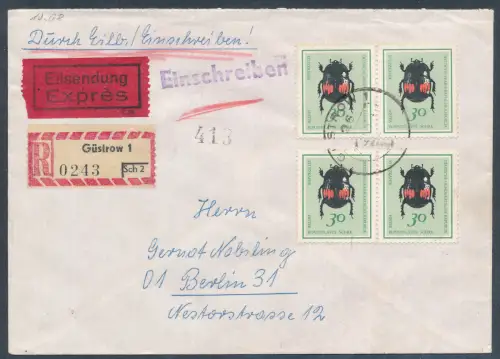 Durch Eilb/Einschreiben!
Einschreiben
Eilsendung
Exprès
413
R
Güstrow 1
0243
Sch 2
30
30
30
30
Herrn
Gernot Nobiling
01 Berlin 31
Nestorstrasse 12